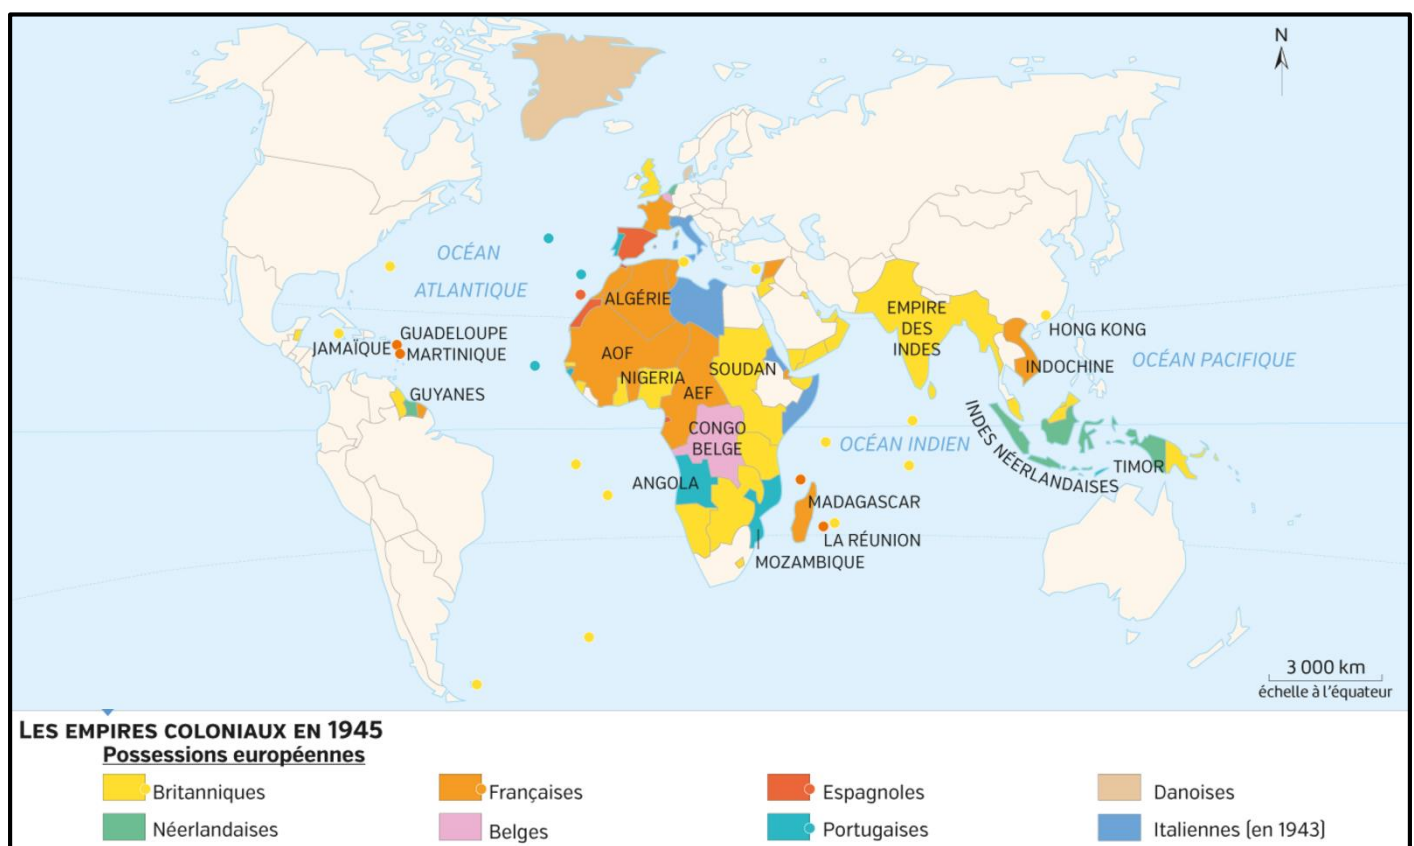 N
OCÉAN
ATLANTIQUE
ALGÉRIE
EMPIRE
DES
INDES
HONG KONG
GUADELOUPE
JAMAÏQUE
MARTINIQUE
OCÉAN PACIFIQUE
AOF
SOUDAN
INDOCHINE
NIGERIA
AEF
GUYANES
CONGO
BELGE
OCÉAN INDIEN
INDES NÉERLANDAISES
TIMOR
ANGOLA
MADAGASCAR
LA RÉUNION
MOZAMBIQUE
3 000 km
échelle à l'équateur
LES EMPIRES COLONIAUX EN 1945
Possessions européennes
Britanniques
Françaises
Espagnoles
Danoises
Néerlandaises
Belges
Portugaises
Italiennes (en 1943)